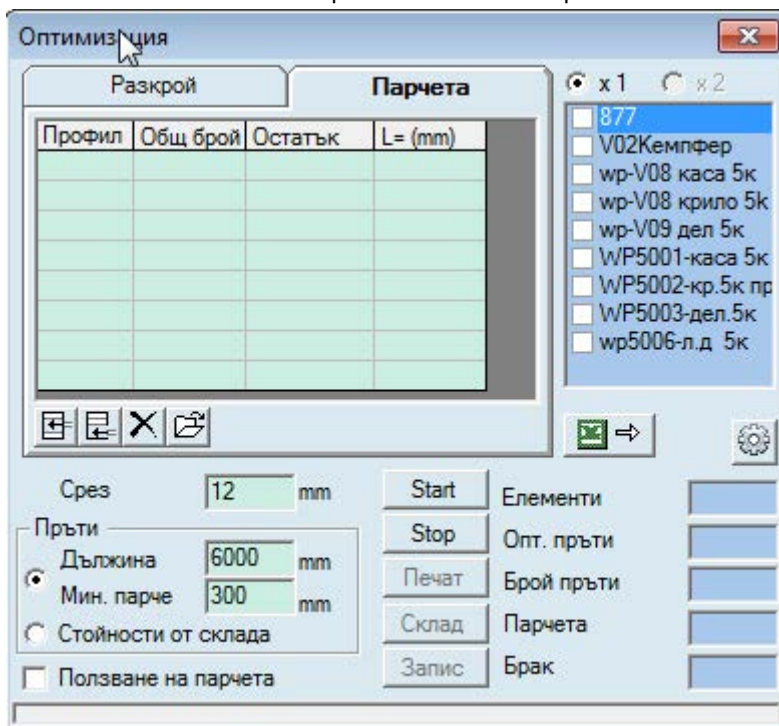 Оптимизация
Разкрой
Парчета
Профил Общ брой Остатък L= (mm)
x 1 x 2
877
V02Кемпфер
wp-V08 каса 5к
wp-V08 крило 5k
wp-V09 дел 5к
WP5001-каса 5к
WP5002-кр.5к пр
WP5003-дел.5к
wp5006-л.д 5к
Срез 12 mm
Пръти
Дължина 6000 mm
Мин. парче 300 mm
Стойности от склада
Ползване на парчета
Start
Stop
Печат
Склад
Запис
Елементи
Опт. пръти
Брой пръти
Парчета
Брак